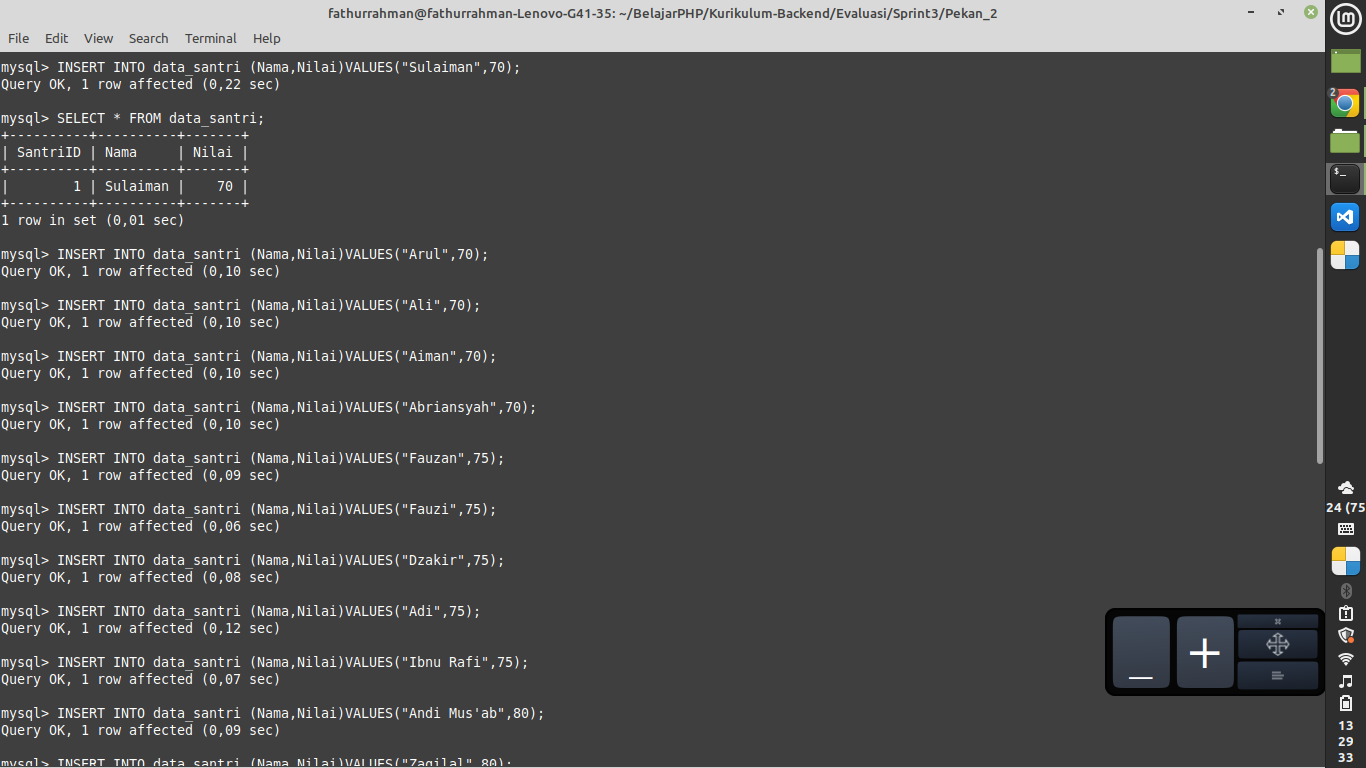 fathurrahman@fathurrahman-Lenovo-G41-35: ~/BelajarPHP/Kurikulum-Backend/Evaluasi/Sprint3/Pekan_2
File Edit View Search Terminal Help
mysql> INSERT INTO data_santri (Nama,Nilai)VALUES("Sulaiman",70);
Query OK, 1 row affected (0,22 sec)
mysql> SELECT * FROM data_santri;
+----------+----------+-------+
| SantriID | Nama     | Nilai |
+----------+----------+-------+
|        1 | Sulaiman |    70 |
+----------+----------+-------+
1 row in set (0,01 sec)
mysql> INSERT INTO data_santri (Nama,Nilai)VALUES("Arul",70);
Query OK, 1 row affected (0,10 sec)
mysql> INSERT INTO data_santri (Nama,Nilai)VALUES("Ali",70);
Query OK, 1 row affected (0,10 sec)
mysql> INSERT INTO data_santri (Nama,Nilai)VALUES("Aiman",70);
Query OK, 1 row affected (0,10 sec)
mysql> INSERT INTO data_santri (Nama,Nilai)VALUES("Abriansyah",70);
Query OK, 1 row affected (0,10 sec)
mysql> INSERT INTO data_santri (Nama,Nilai)VALUES("Fauzan",75);
Query OK, 1 row affected (0,09 sec)
mysql> INSERT INTO data_santri (Nama,Nilai)VALUES("Fauzi",75);
Query OK, 1 row affected (0,06 sec)
mysql> INSERT INTO data_santri (Nama,Nilai)VALUES("Dzakir",75);
Query OK, 1 row affected (0,08 sec)
mysql> INSERT INTO data_santri (Nama,Nilai)VALUES("Adi",75);
Query OK, 1 row affected (0,12 sec)
mysql> INSERT INTO data_santri (Nama,Nilai)VALUES("Ibnu Rafi",75);
Query OK, 1 row affected (0,07 sec)
mysql> INSERT INTO data_santri (Nama,Nilai)VALUES("Andi Mus'ab",80);
Query OK, 1 row affected (0,09 sec)
mysql> INSERT INTO data_santri (Nama,Nilai)VALUES("Zaqilal",80);
2
$_
24 (75
_ +
13
29
33